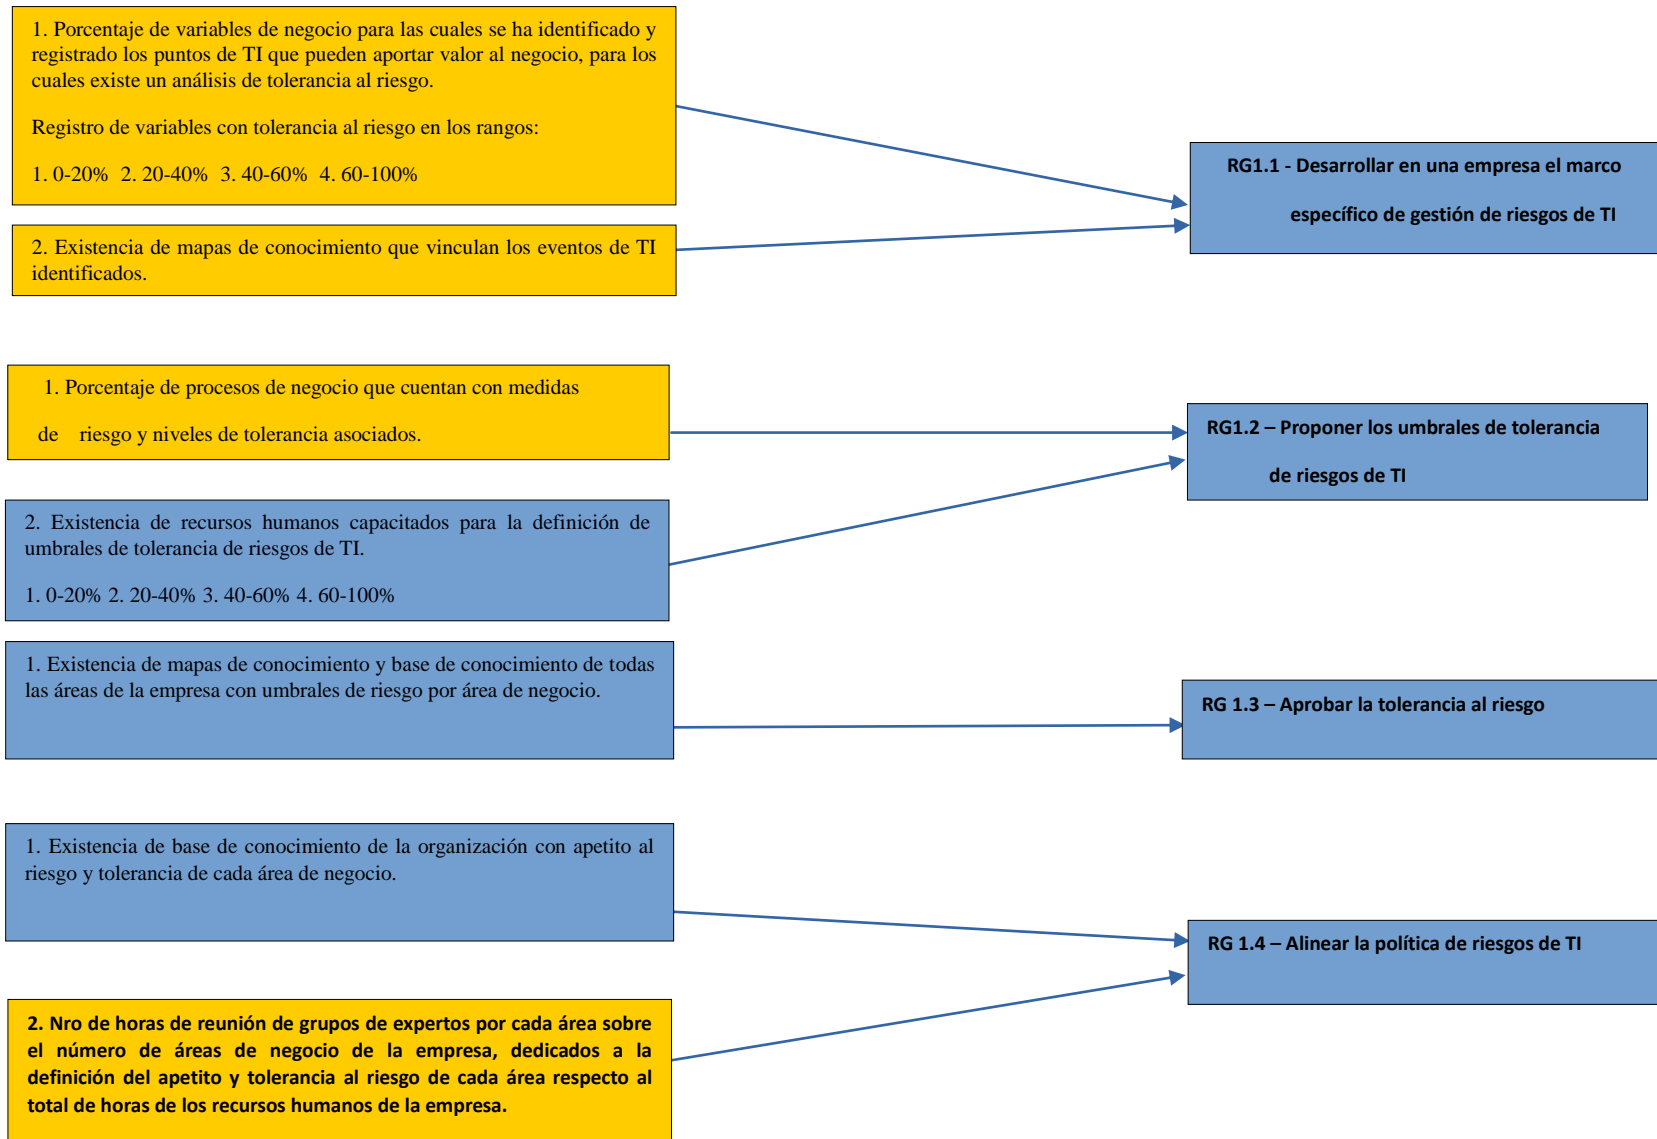 1. Porcentaje de variables de negocio para las cuales se ha identificado y
registrado los puntos de TI que pueden aportar valor al negocio, para los
cuales existe un análisis de tolerancia al riesgo.
Registro de variables con tolerancia al riesgo en los rangos:
1. 0-20% 2. 20-40% 3. 40-60% 4. 60-100%
RG1.1 - Desarrollar en una empresa el marco
específico de gestión de riesgos de TI
2. Existencia de mapas de conocimiento que vinculan los eventos de TI
identificados.
1. Porcentaje de procesos de negocio que cuentan con medidas
de riesgo y niveles de tolerancia asociados.
RG1.2 – Proponer los umbrales de tolerancia
de riesgos de TI
2. Existencia de recursos humanos capacitados para la definición de
umbrales de tolerancia de riesgos de TI.
1. 0-20% 2. 20-40% 3. 40-60% 4. 60-100%
1. Existencia de mapas de conocimiento y base de conocimiento de todas
las áreas de la empresa con umbrales de riesgo por área de negocio.
RG 1.3 – Aprobar la tolerancia al riesgo
1. Existencia de base de conocimiento de la organización con apetito al
riesgo y tolerancia de cada área de negocio.
RG 1.4 – Alinear la política de riesgos de TI
2. Nro de horas de reunión de grupos de expertos por cada área sobre
el número de áreas de negocio de la empresa, dedicados a la
definición del apetito y tolerancia al riesgo de cada área respecto al
total de horas de los recursos humanos de la empresa.